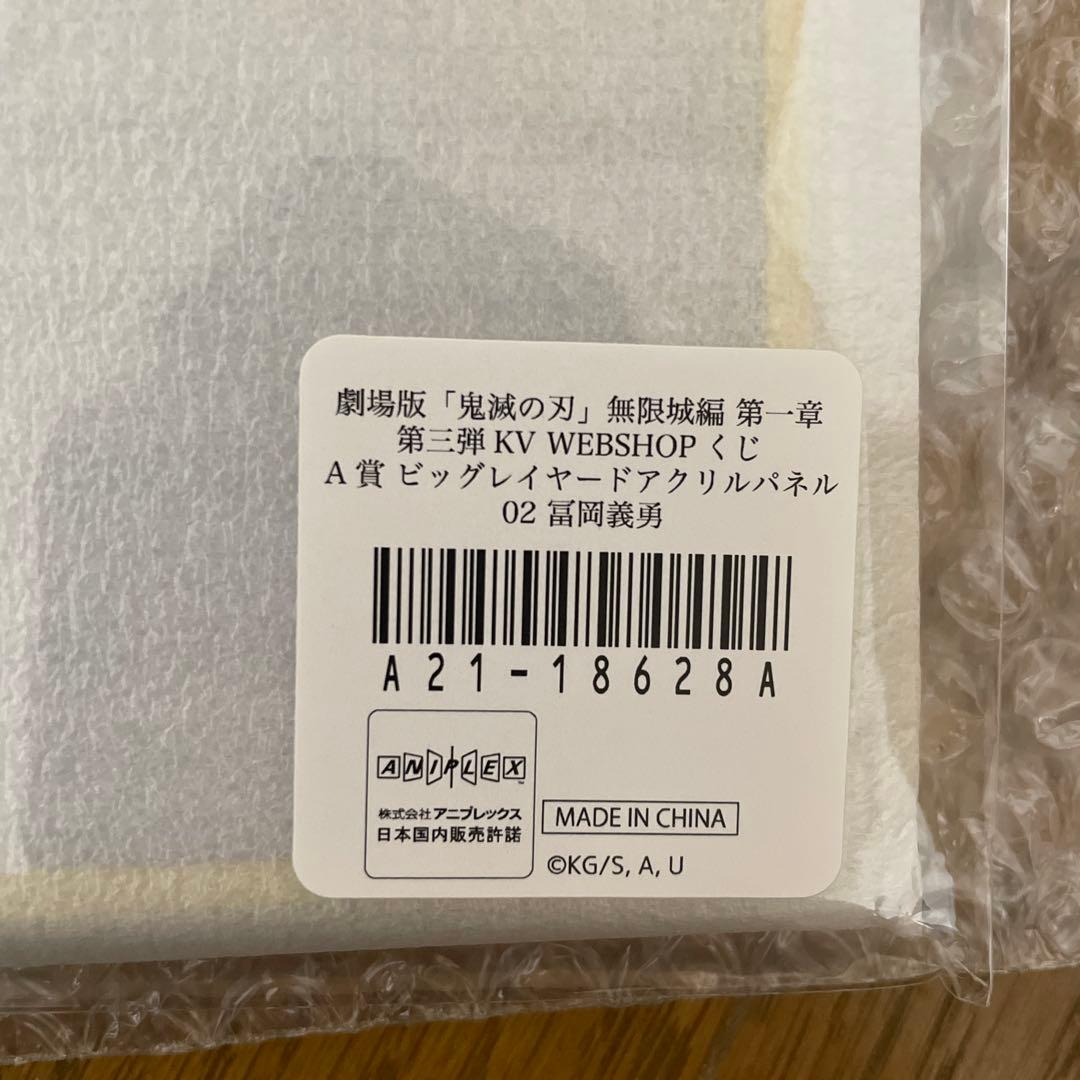 劇場版「鬼滅の刃」無限城編 第一章
第三弾 KV WEBSHOP くじ
A 賞 ビッグレイヤードアクリルパネル
02 冨岡義勇
A21-18628A
ANIPLEX
株式会社アニプレックス
日本国内販売許諾
MADE IN CHINA
©KG/S, A, U